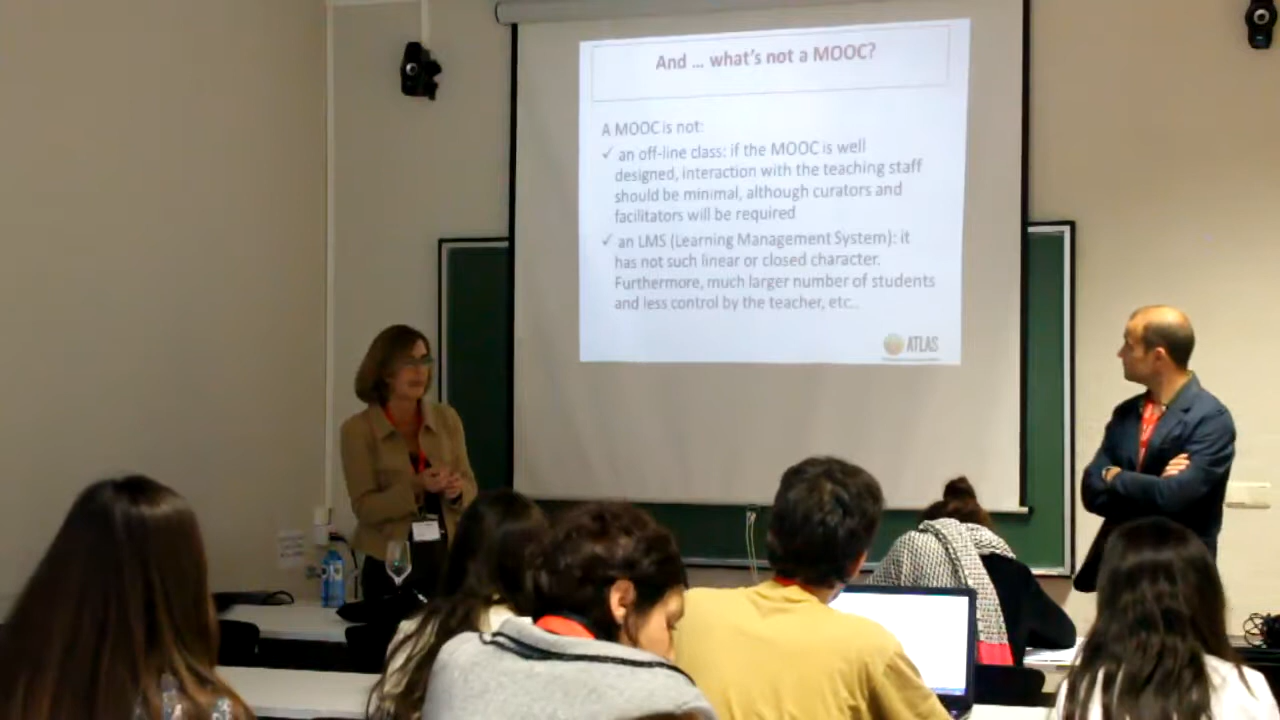 And ... what's not a MOOC?
A MOOC is not:
✓ an off-line class: if the MOOC is well
designed, interaction with the teaching staff
should be minimal, although curators and
facilitators will be required
✓ an LMS (Learning Management System): it
has not such linear or closed character.
Furthermore, much larger number of students
and less control by the teacher, etc..
ATLAS